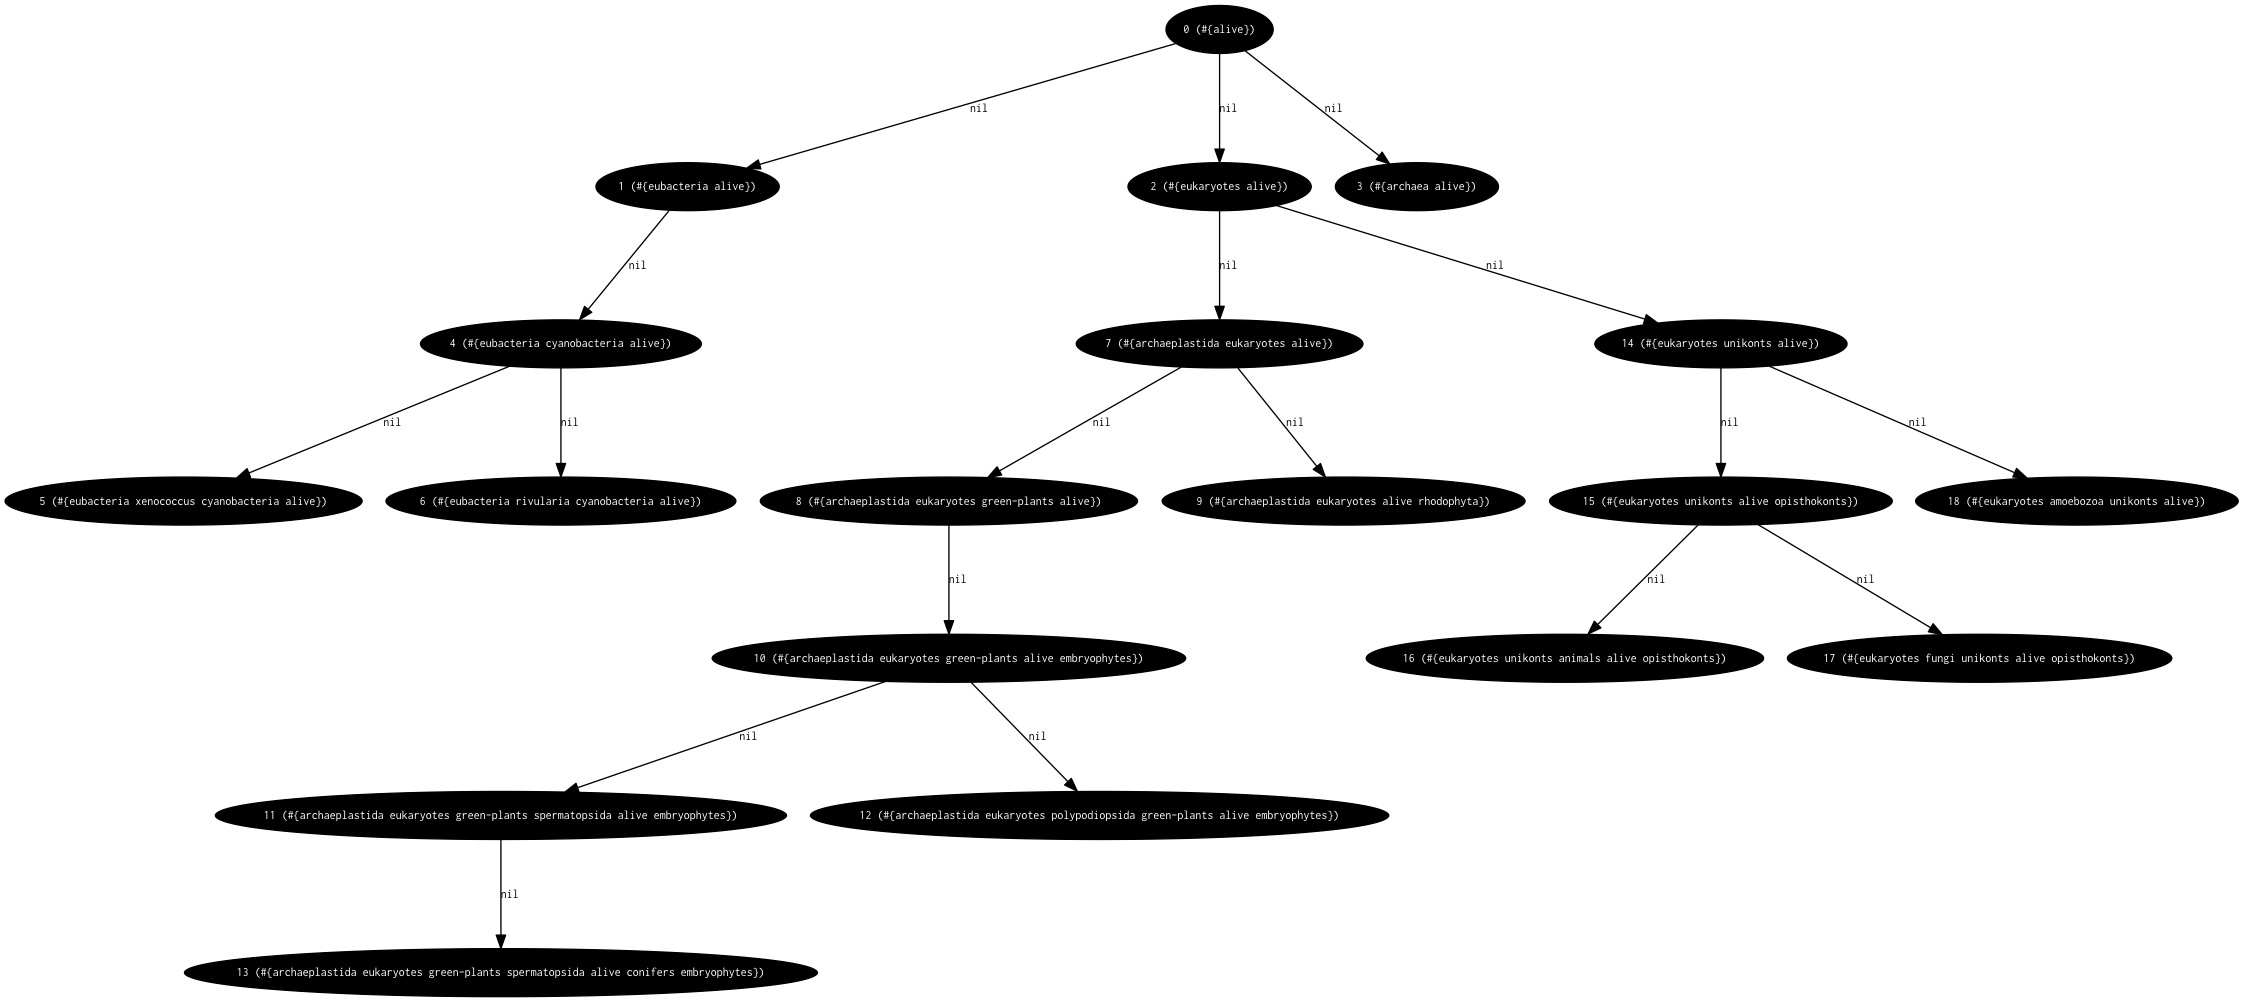 0 (#{alive})
nil
nil
nil
1 (#{eubacteria alive})
2 (#{eukaryotes alive})
3 (#{archaea alive})
nil
nil
nil
4 (#{eubacteria cyanobacteria alive})
7 (#{archaeplastida eukaryotes alive})
14 (#{eukaryotes unikonts alive})
nil
nil
nil
nil
nil
nil
5 (#{eubacteria xenococcus cyanobacteria alive})
6 (#{eubacteria rivularia cyanobacteria alive})
8 (#{archaeplastida eukaryotes green-plants alive})
9 (#{archaeplastida eukaryotes alive rhodophyta})
15 (#{eukaryotes unikonts alive opisthokonts})
18 (#{eukaryotes amoebozoa unikonts alive})
nil
nil
nil
10 (#{archaeplastida eukaryotes green-plants alive embryophytes})
16 (#{eukaryotes unikonts animals alive opisthokonts})
17 (#{eukaryotes fungi unikonts alive opisthokonts})
nil
nil
11 (#{archaeplastida eukaryotes green-plants spermatopsida alive embryophytes})
12 (#{archaeplastida eukaryotes polypodiopsida green-plants alive embryophytes})
nil
13 (#{archaeplastida eukaryotes green-plants spermatopsida alive conifers embryophytes})